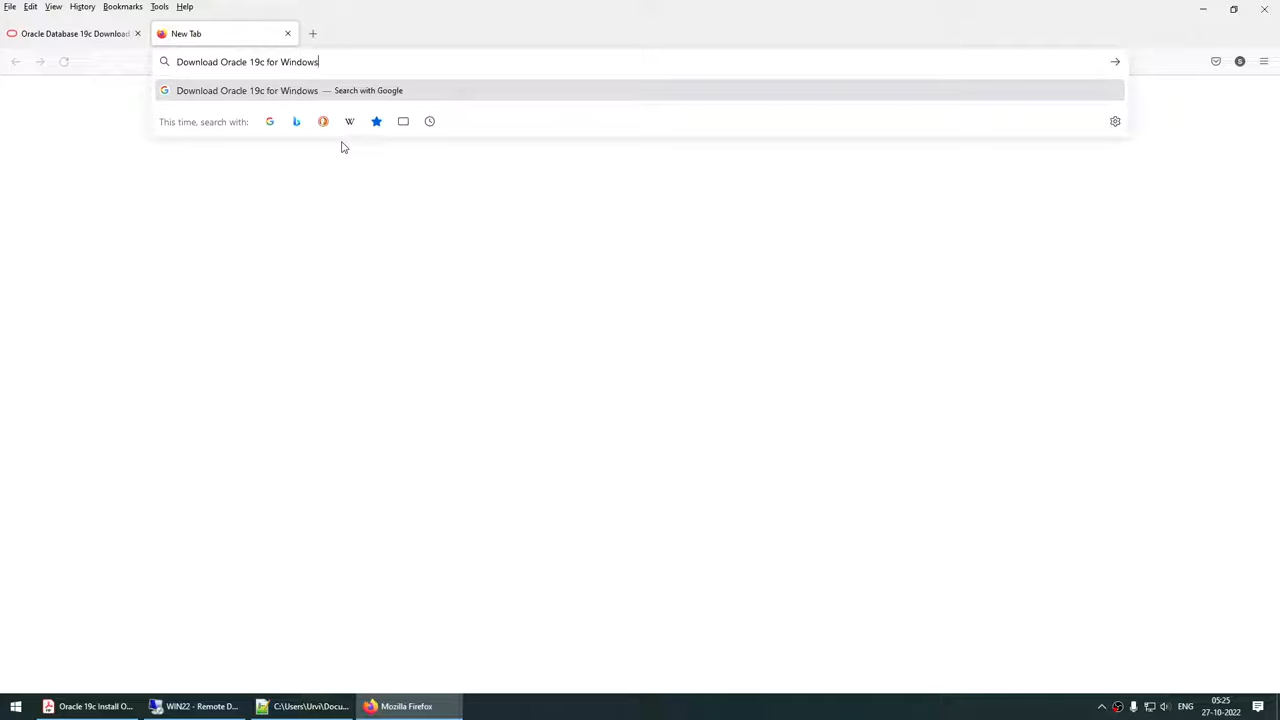 File Edit View History Bookmarks Tools Help
Oracle Database 19c Download
New Tab
Download Oracle 19c for Windows
Download Oracle 19c for Windows — Search with Google
This time, search with:
S
Oracle 19c Install O...
WIN22 - Remote D...
C:\Users\Urvi\Docu...
Mozilla Firefox
ENG
05:25
27-10-2022